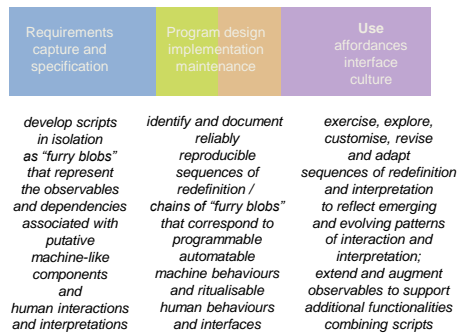 Requirements
capture and
specification
Program design
implementation
maintenance
Use
affordances
interface
culture
develop scripts
in isolation
as “furry blobs”
that represent
the observables
and dependencies
associated with
putative
machine-like
components
and
human interactions
and interpretations
identify and document
reliably
reproducible
sequences of
redefinition /
chains of “furry blobs”
that correspond to
programmable
automatable
machine behaviours
and ritualisable
human behaviours
and interfaces
exercise, explore,
customise, revise
and adapt
sequences of redefinition
and interpretation
to reflect emerging
and evolving patterns
of interaction and
interpretation;
extend and augment
observables to support
additional functionalities
combining scripts